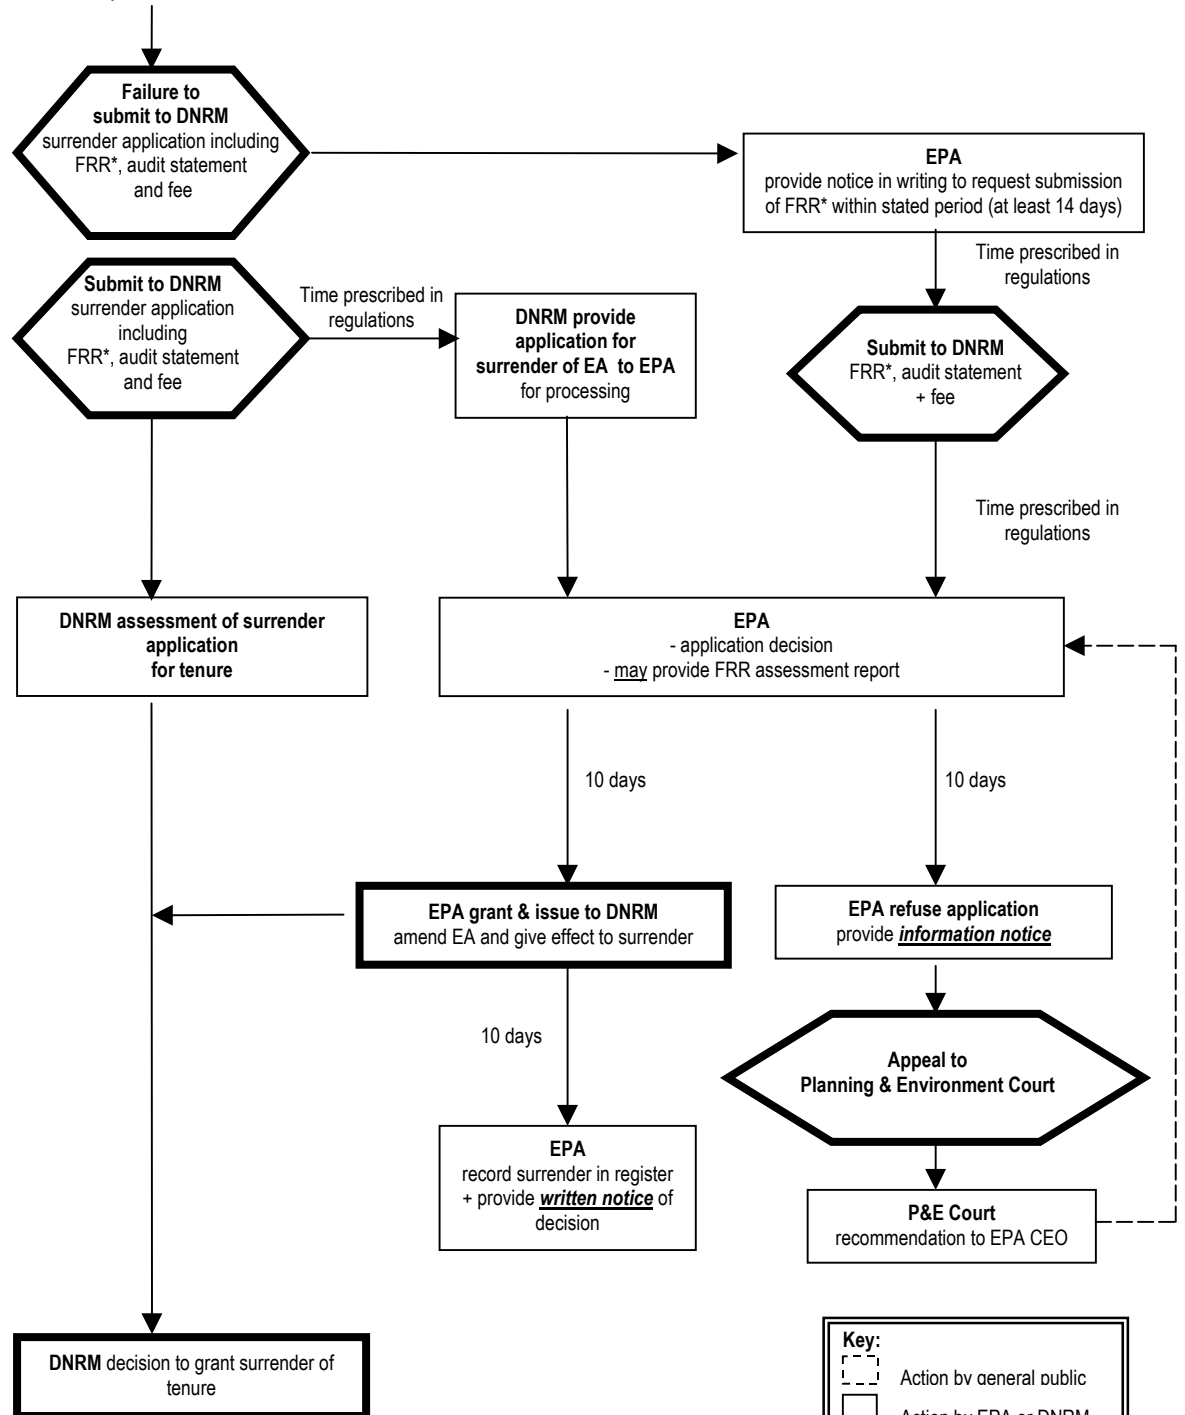 Failure to
submit to DNRM
surrender application including
FRR*, audit statement
and fee
EPA
provide notice in writing to request submission
of FRR* within stated period (at least 14 days)
Time prescribed in
regulations
Submit to DNRM
surrender application
including
FRR*, audit statement
and fee
Time prescribed in
regulations
DNRM provide
application for
surrender of EA to EPA
for processing
Submit to DNRM
FRR*, audit statement
+ fee
Time prescribed in
regulations
DNRM assessment of surrender
application
for tenure
EPA
- application decision
- may provide FRR assessment report
10 days
10 days
EPA grant & issue to DNRM
amend EA and give effect to surrender
EPA refuse application
provide information notice
10 days
Appeal to
Planning & Environment Court
EPA
record surrender in register
+ provide written notice of
decision
P&E Court
recommendation to EPA CEO
DNRM decision to grant surrender of
tenure
Key:
Action by general public
Action by EPA or DNRM